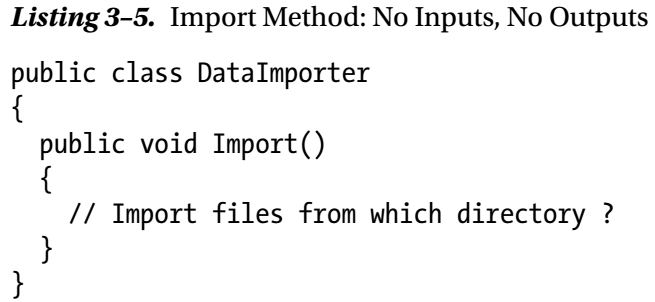 Listing 3–5. Import Method: No Inputs, No Outputs
public class DataImporter
{
  public void Import()
  {
    // Import files from which directory ?
  }
}